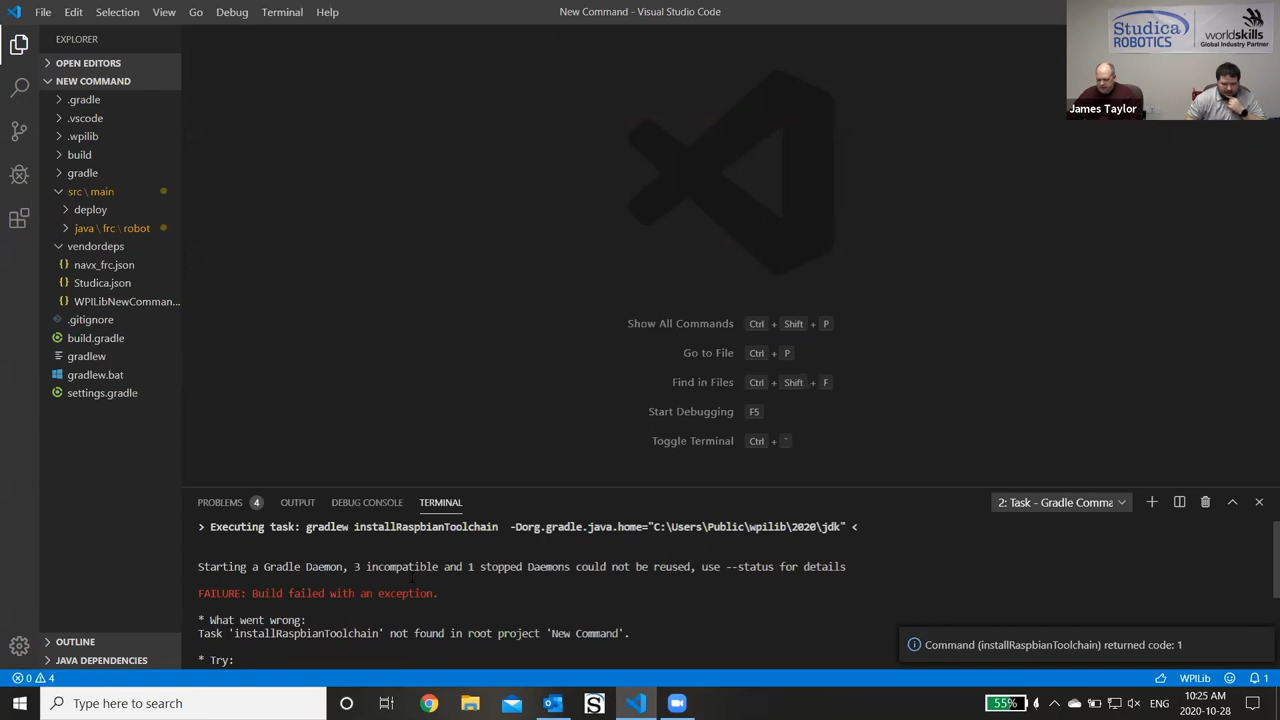 File Edit Selection View Go Debug Terminal Help
New Command - Visual Studio Code
Studica
ROBOTICS
worldskills
Global Industry Partner
James Taylor
EXPLORER
OPEN EDITORS
NEW COMMAND
.gradle
.vscode
.wpilib
build
gradle
src \ main
deploy
java \ frc \ robot
vendordeps
{} navx_frc.json
{} Studica.json
{} WPILibNewComman...
.gitignore
build.gradle
gradlew
gradlew.bat
settings.gradle
OUTLINE
JAVA DEPENDENCIES
Show All Commands Ctrl + Shift + P
Go to File Ctrl + P
Find in Files Ctrl + Shift + F
Start Debugging F5
Toggle Terminal Ctrl + `
PROBLEMS 4 OUTPUT DEBUG CONSOLE TERMINAL
2: Task - Gradle Comma
> Executing task: gradlew installRaspbianToolchain  -Dorg.gradle.java.home="C:\Users\Public\wpilib\2020\jdk" <
Starting a Gradle Daemon, 3 incompatible and 1 stopped Daemons could not be reused, use --status for details
FAILURE: Build failed with an exception.
* What went wrong:
Task 'installRaspbianToolchain' not found in root project 'New Command'.
* Try:
Command (installRaspbianToolchain) returned code: 1
0 4
WPILib
1
Type here to search
55%
ENG
10:25 AM
2020-10-28